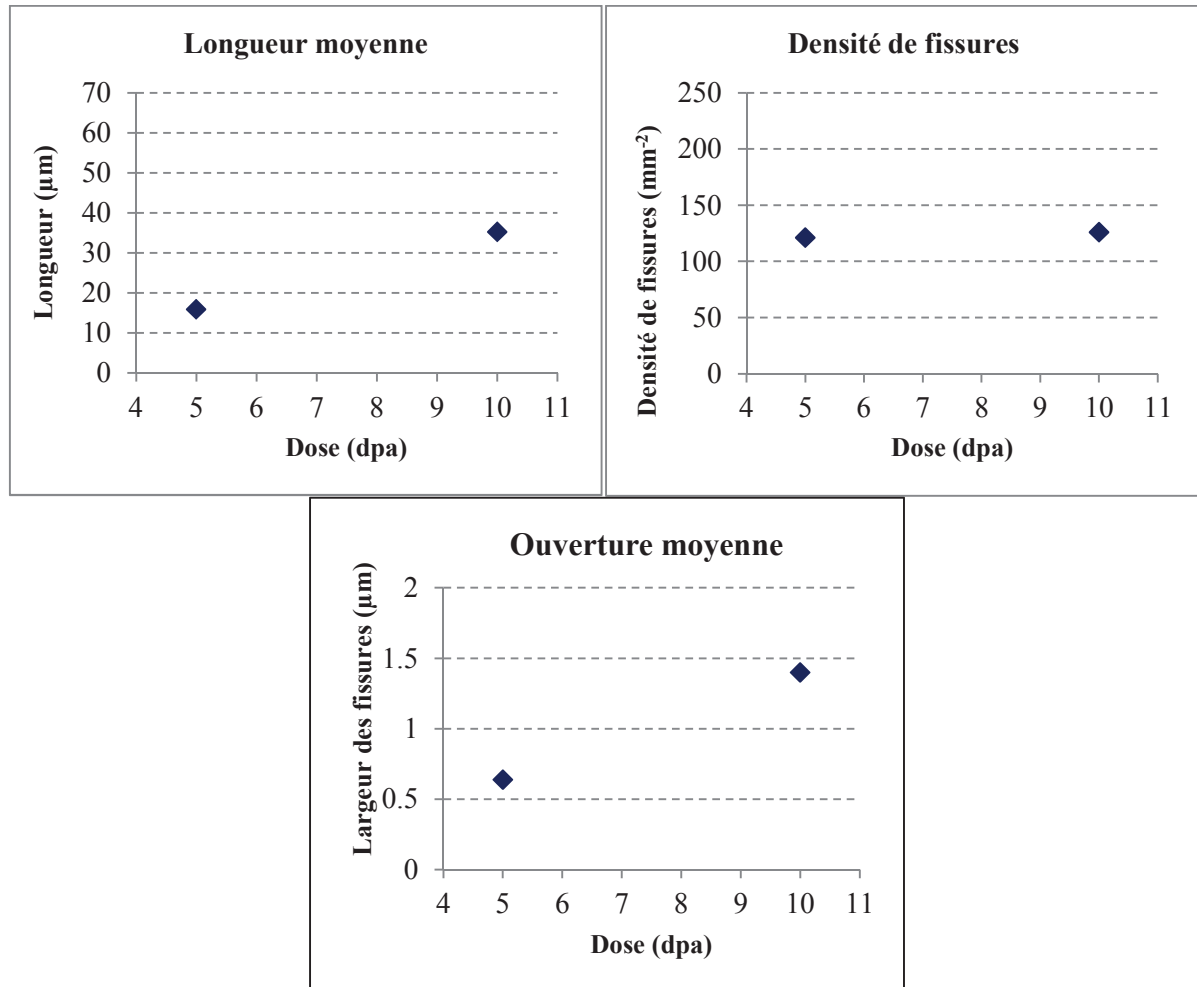 Longueur moyenne
Longueur (µm)
70
60
50
40
30
20
10
0
4 5 6 7 8 9 10 11
Dose (dpa)
Densité de fissures
Densité de fissures (mm-2)
250
200
150
100
50
0
4 5 6 7 8 9 10 11
Dose (dpa)
Ouverture moyenne
Largeur des fissures (µm)
2
1.5
1
0.5
0
4 5 6 7 8 9 10 11
Dose (dpa)